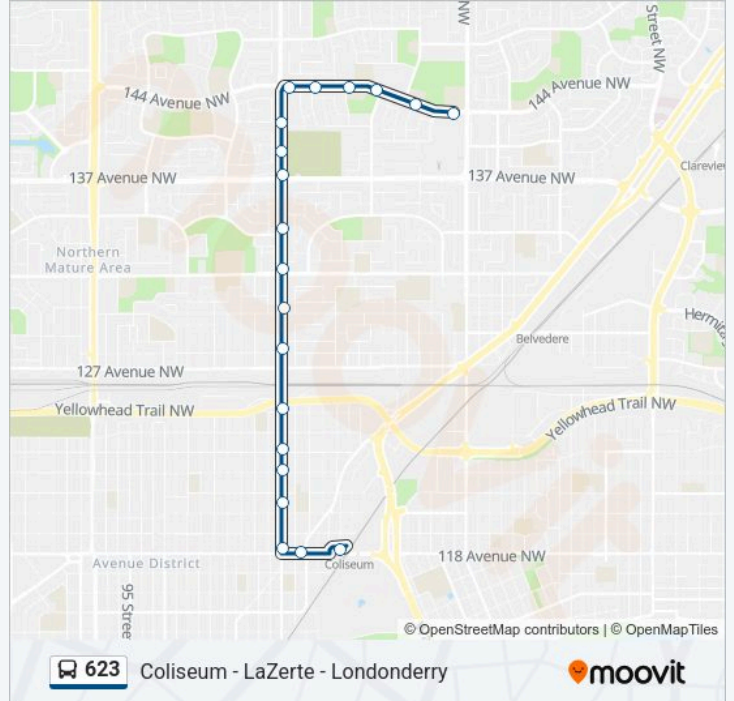 NW
Street NW
144 Avenue NW
144 Avenue NW
137 Avenue NW
137 Avenue NW
Clareview
Northern
Mature Area
Belvedere
127 Avenue NW
Yellowhead Trail NW
Yellowhead Trail NW
Avenue District
Coliseum
118 Avenue NW
95 Stree
© OpenStreetMap contributors | © OpenMapTiles
623 Coliseum - LaZerte - Londonderry
moovit